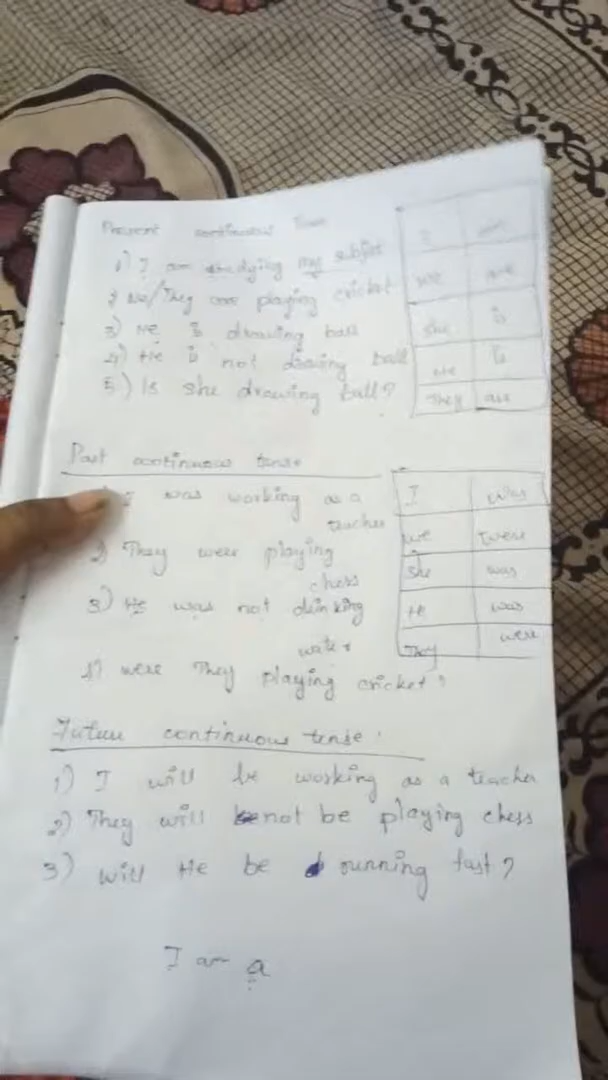 Present continuous Tense
1) I am studying my subject
2 We/They are playing cricket
3) He is drawing ball
4) He is not drawing ball
5) Is she drawing ball?
I
we are
she is
He is
They are
Past continuous tense
I was working as a
teacher
2) They were playing
chess
3) He was not drinking
water
4) were They playing cricket?
I was
we were
She was
He was
They were
Future continuous tense:
1) I will be working as a teacher
2) They will not be playing chess
3) will He be running fast?
I am a